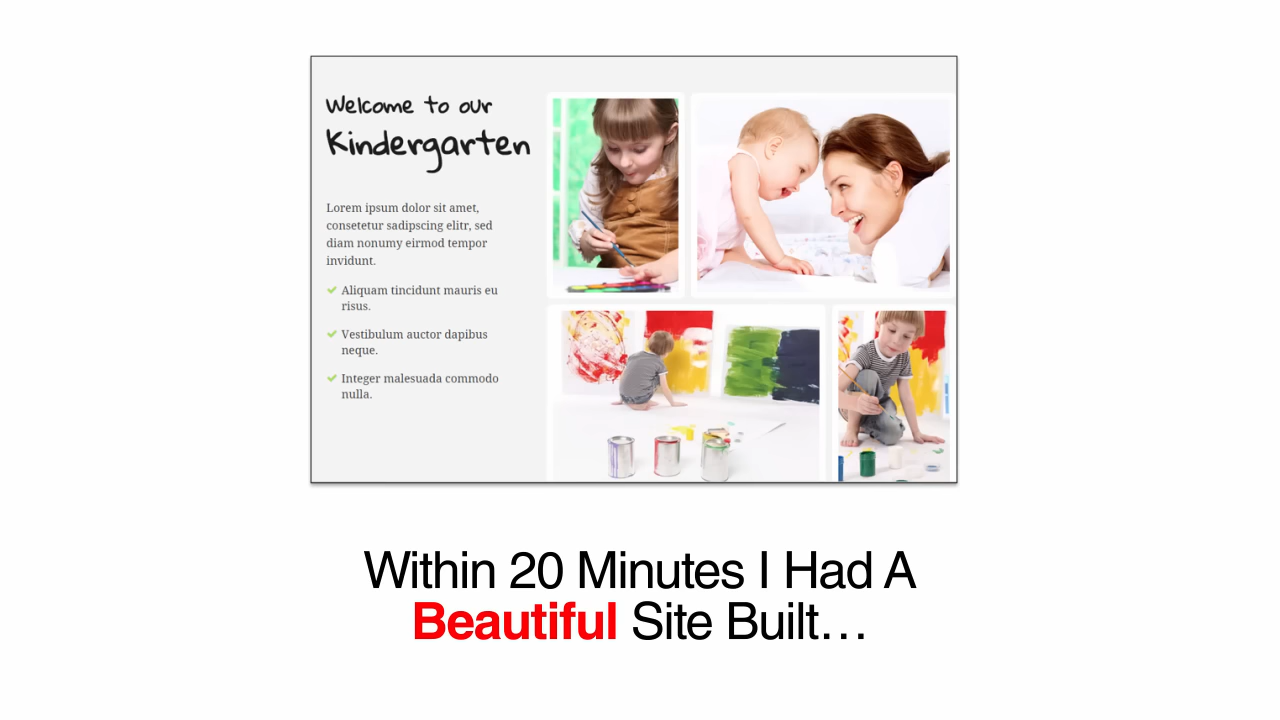 Welcome to our
Kindergarten
Lorem ipsum dolor sit amet,
consetetur sadipscing elitr, sed
diam nonumy eirmod tempor
invidunt.
Aliquam tincidunt mauris eu
risus.
Vestibulum auctor dapibus
neque.
Integer malesuada commodo
nulla.
Within 20 Minutes I Had A
Beautiful Site Built…